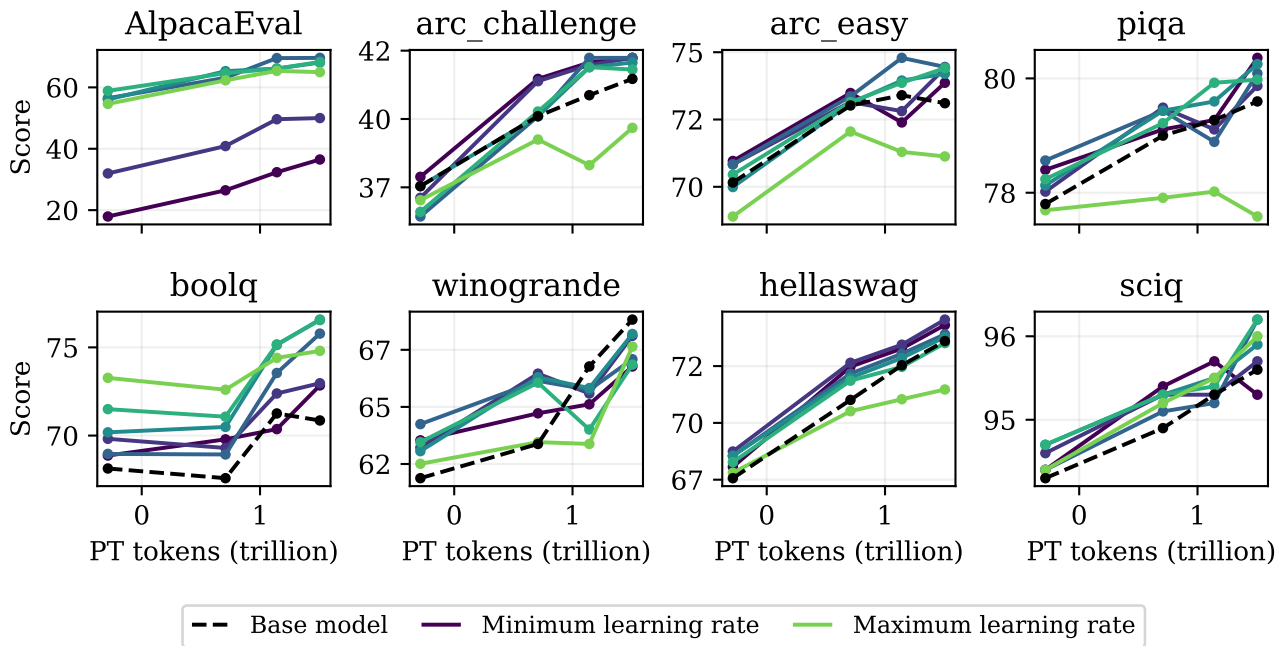 AlpacaEval arc_challenge arc_easy piqa
Score 20 40 60
37 40 42
70 72 75
78 80
boolq winogrande hellaswag sciq
Score 70 75
62 65 67
67 70 72
95 96
0 1 0 1 0 1 0 1
PT tokens (trillion) PT tokens (trillion) PT tokens (trillion) PT tokens (trillion)
Base model Minimum learning rate Maximum learning rate